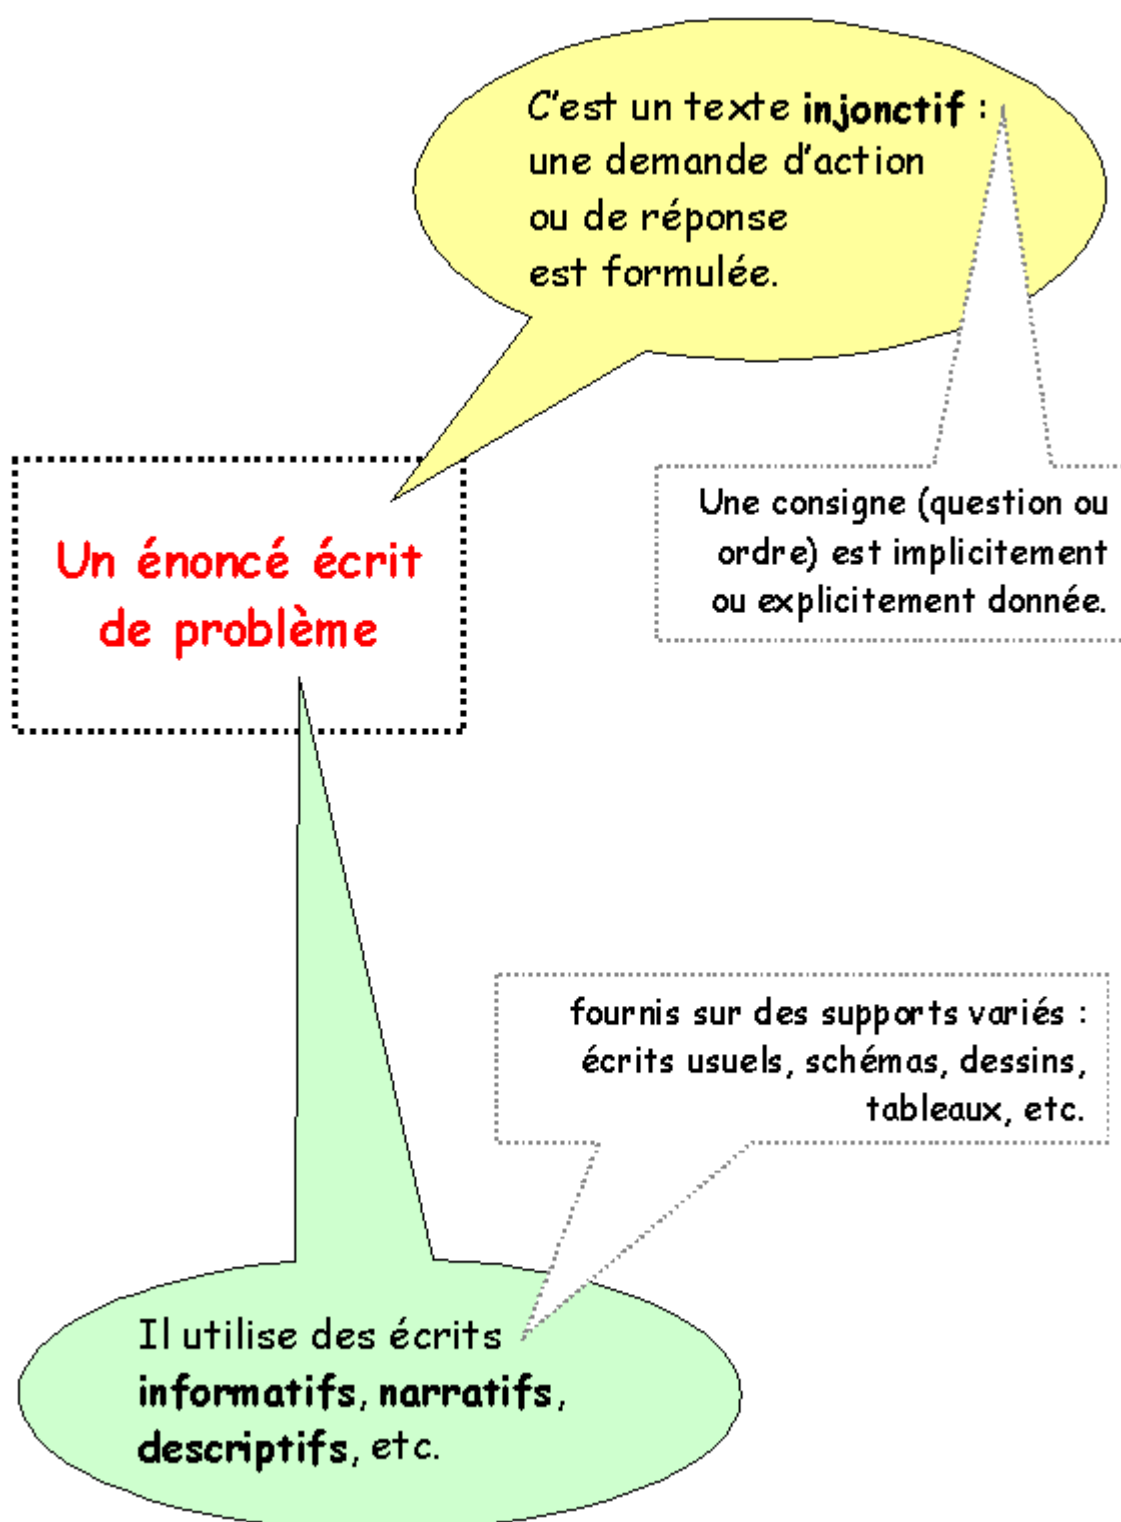 C'est un texte injonctif :
une demande d'action
ou de réponse
est formulée.
Une consigne (question ou
ordre) est implicitement
ou explicitement donnée.
Un énoncé écrit
de problème
fournis sur des supports variés :
écrits usuels, schémas, dessins,
tableaux, etc.
Il utilise des écrits
informatifs, narratifs,
descriptifs, etc.